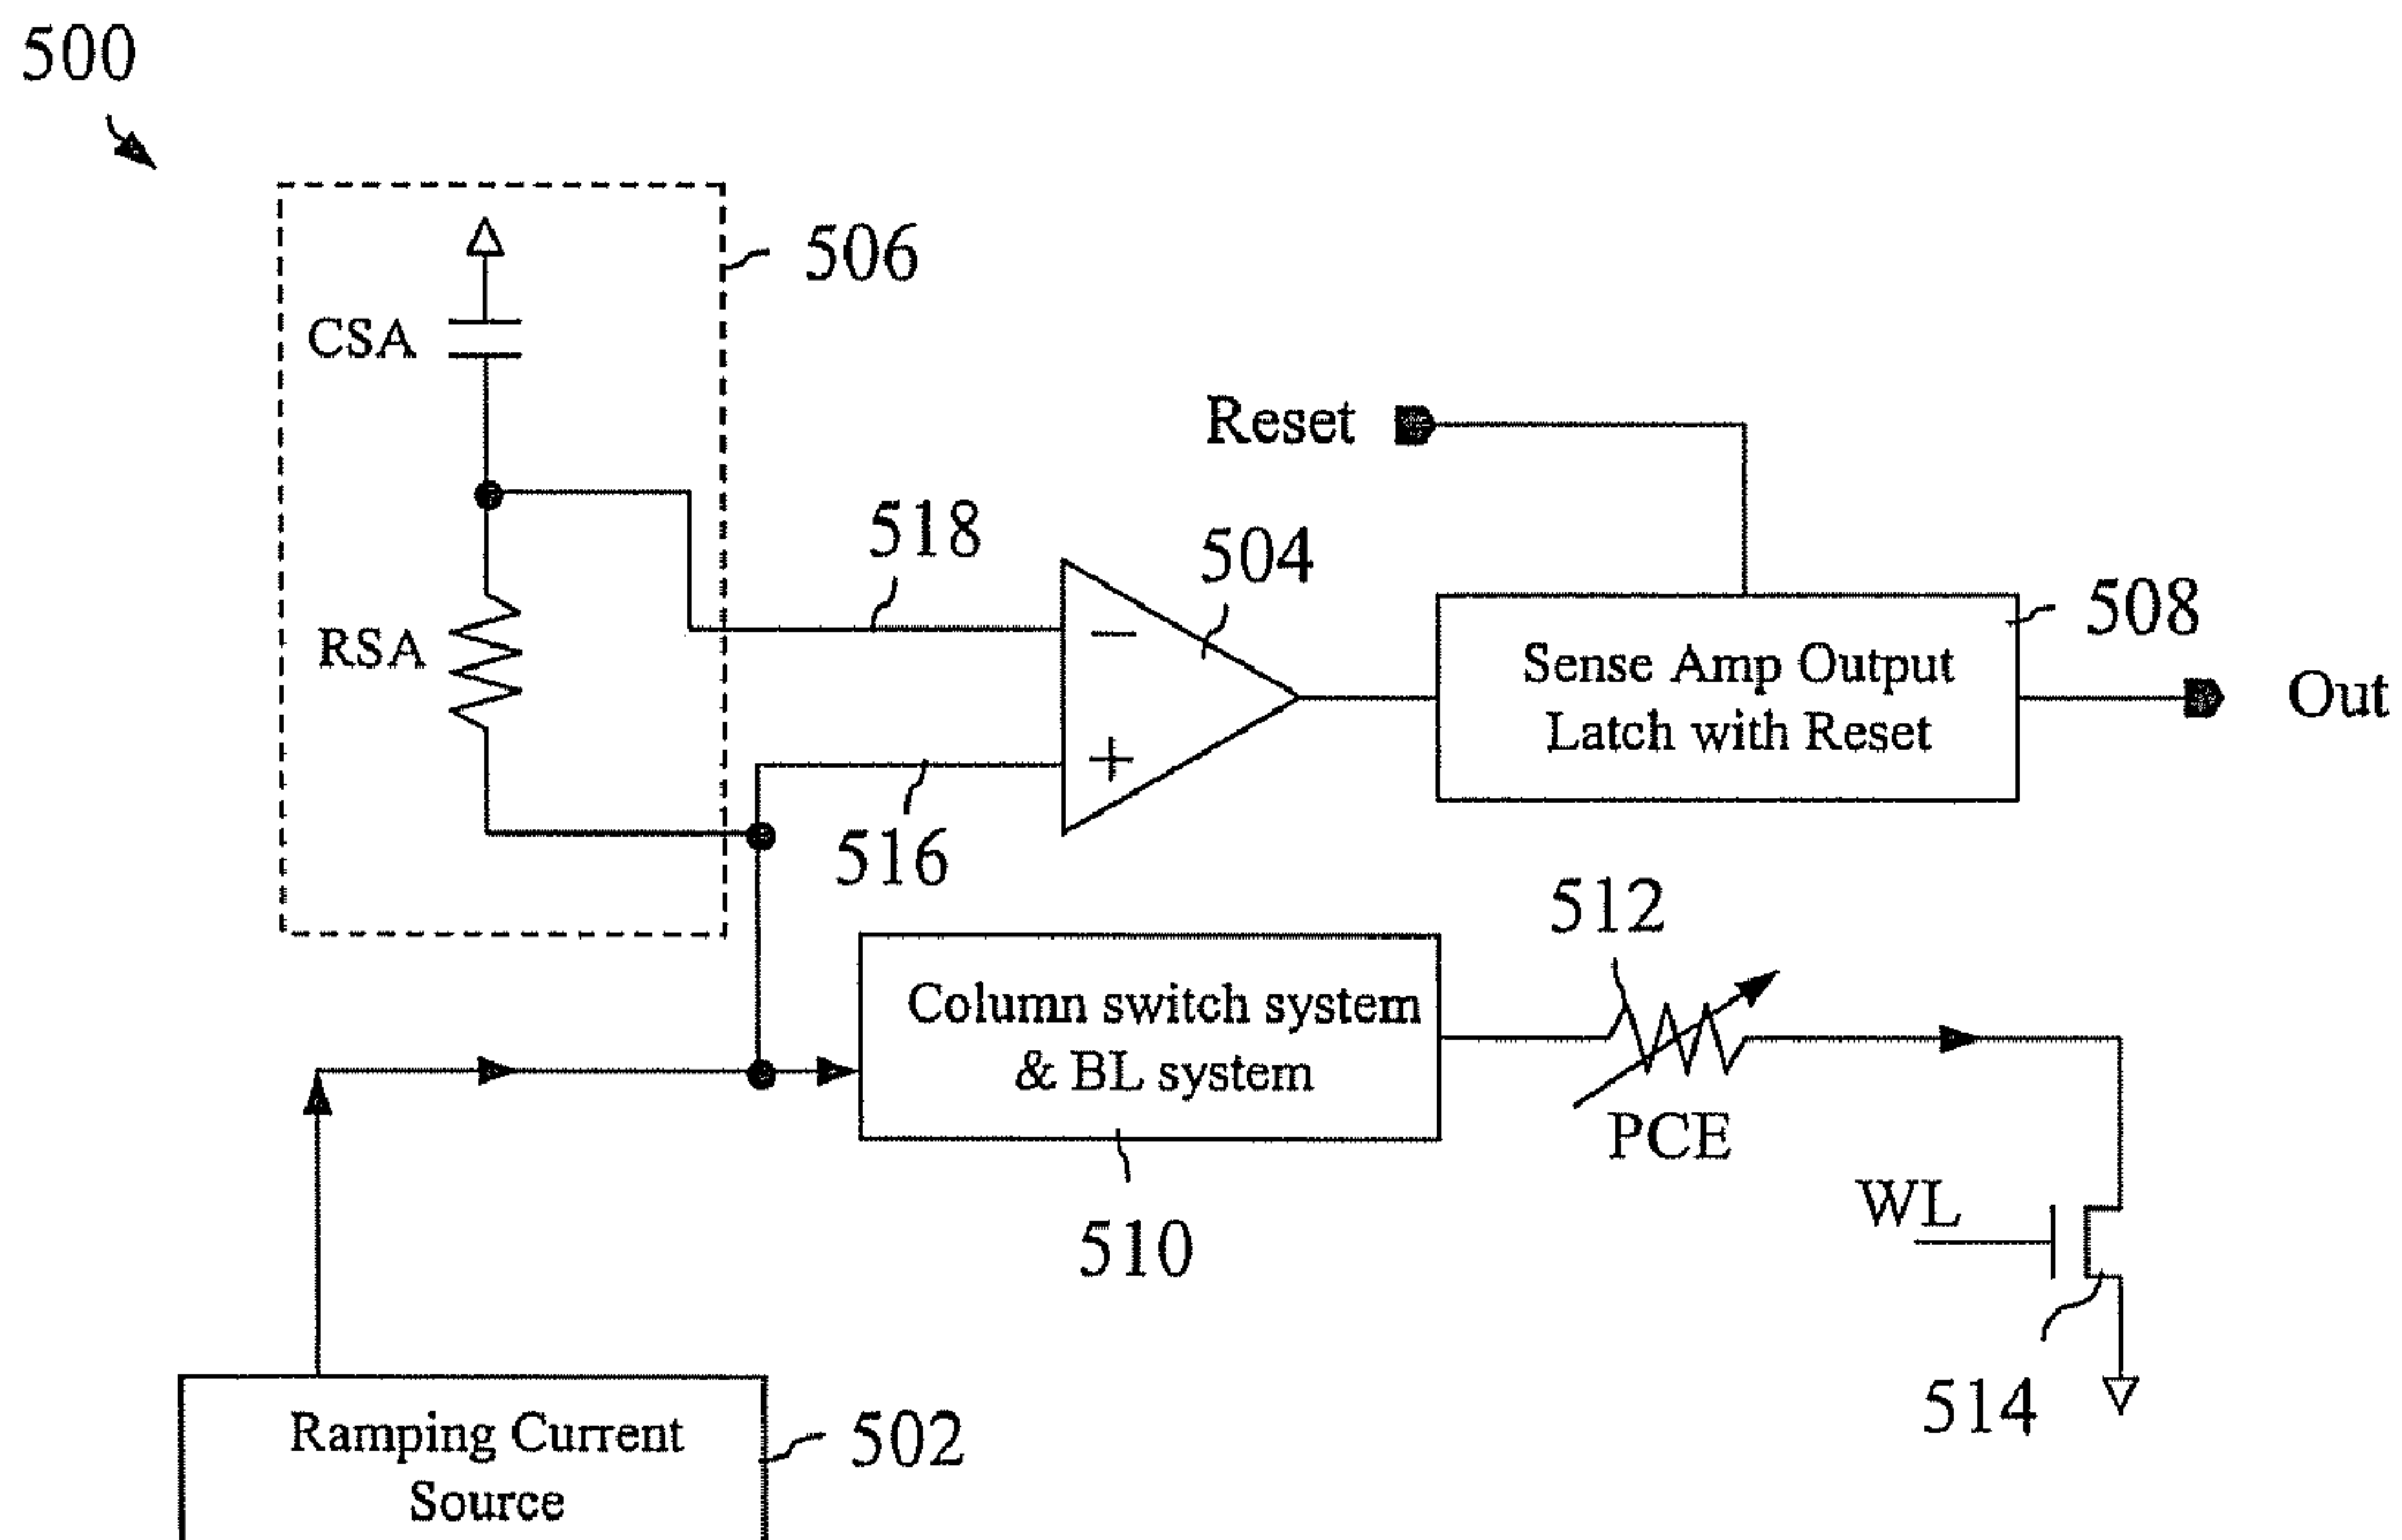 500
506
CSA
RSA
518
504
Reset
508
Sense Amp Output
Latch with Reset
Out
−
+
516
512
Column switch system
& BL system
PCE
510
WL
514
Ramping Current
Source
502